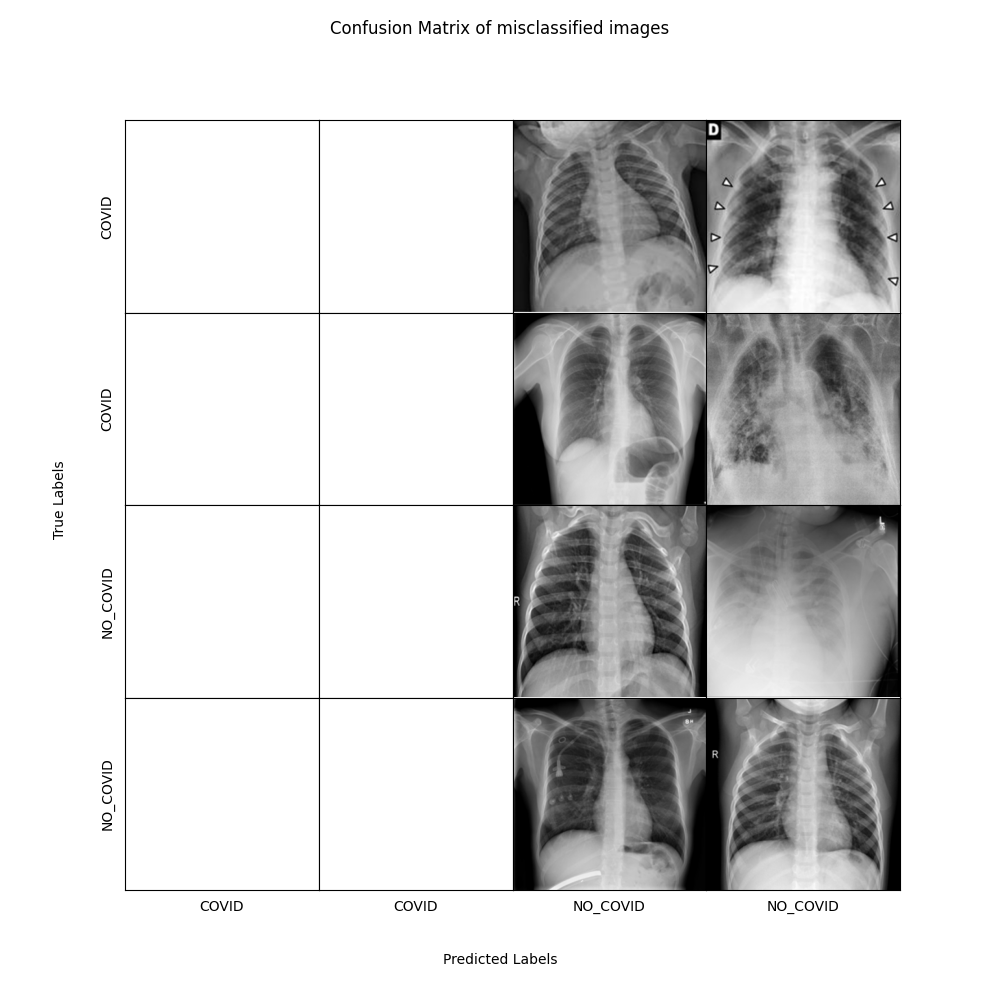 Confusion Matrix of misclassified images
True Labels
COVID
COVID
NO_COVID
NO_COVID
D
R
L
R
COVID
COVID
NO_COVID
NO_COVID
Predicted Labels